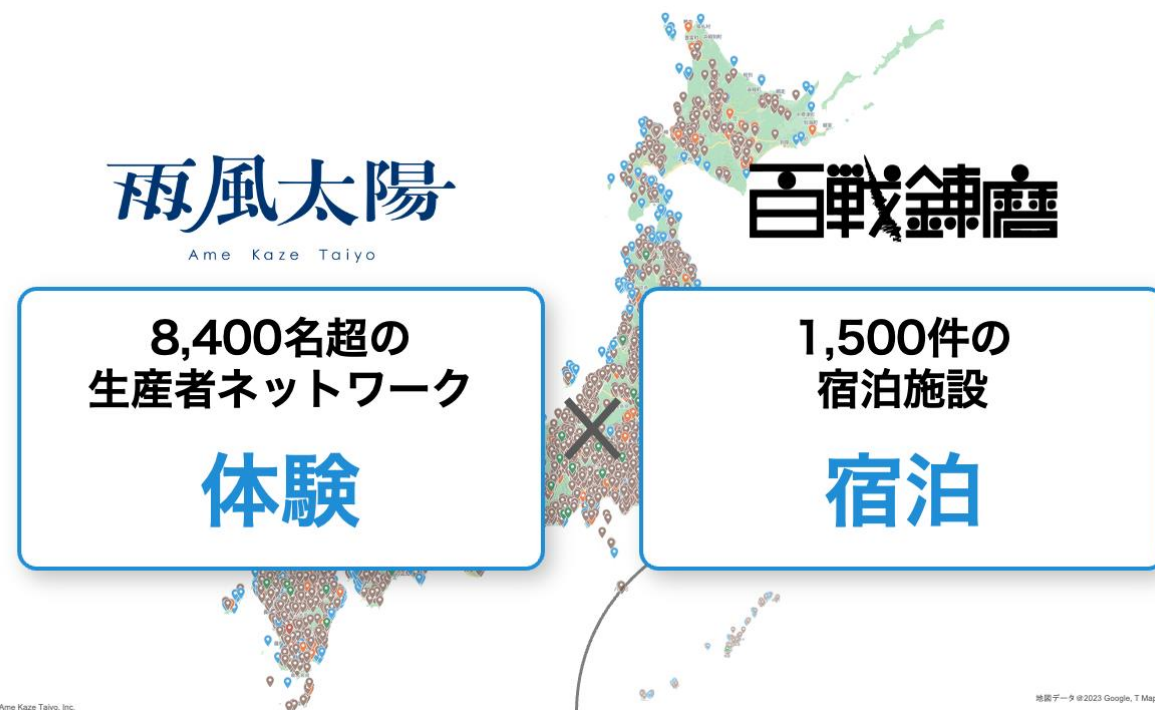 雨風太陽
Ame Kaze Taiyo
8,400名超の
生産者ネットワーク
体験
×
百戦錬磨
1,500件の
宿泊施設
宿泊
Ame Kaze Taiyo, Inc.
地図データ@2023 Google, T Map